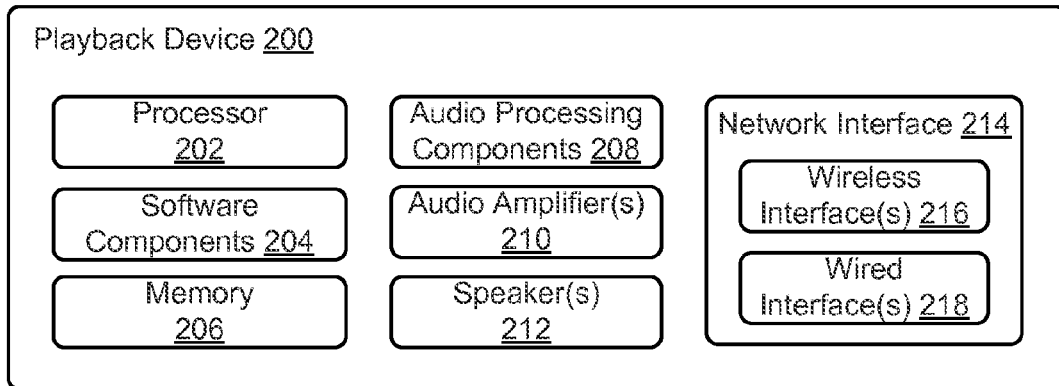 Playback Device 200
Processor
202
Software
Components 204
Memory
206
Audio Processing
Components 208
Audio Amplifier(s)
210
Speaker(s)
212
Network Interface 214
Wireless
Interface(s) 216
Wired
Interface(s) 218